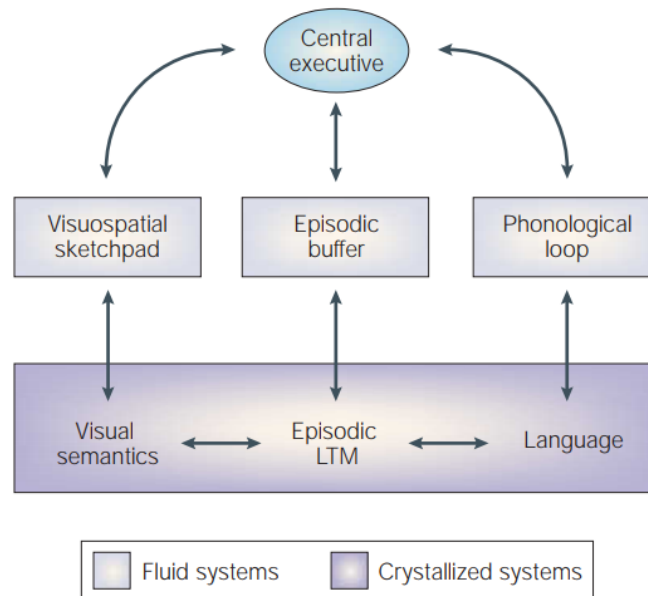 Central
executive
Visuospatial
sketchpad
Episodic
buffer
Phonological
loop
Visual
semantics
Episodic
LTM
Language
Fluid systems
Crystallized systems